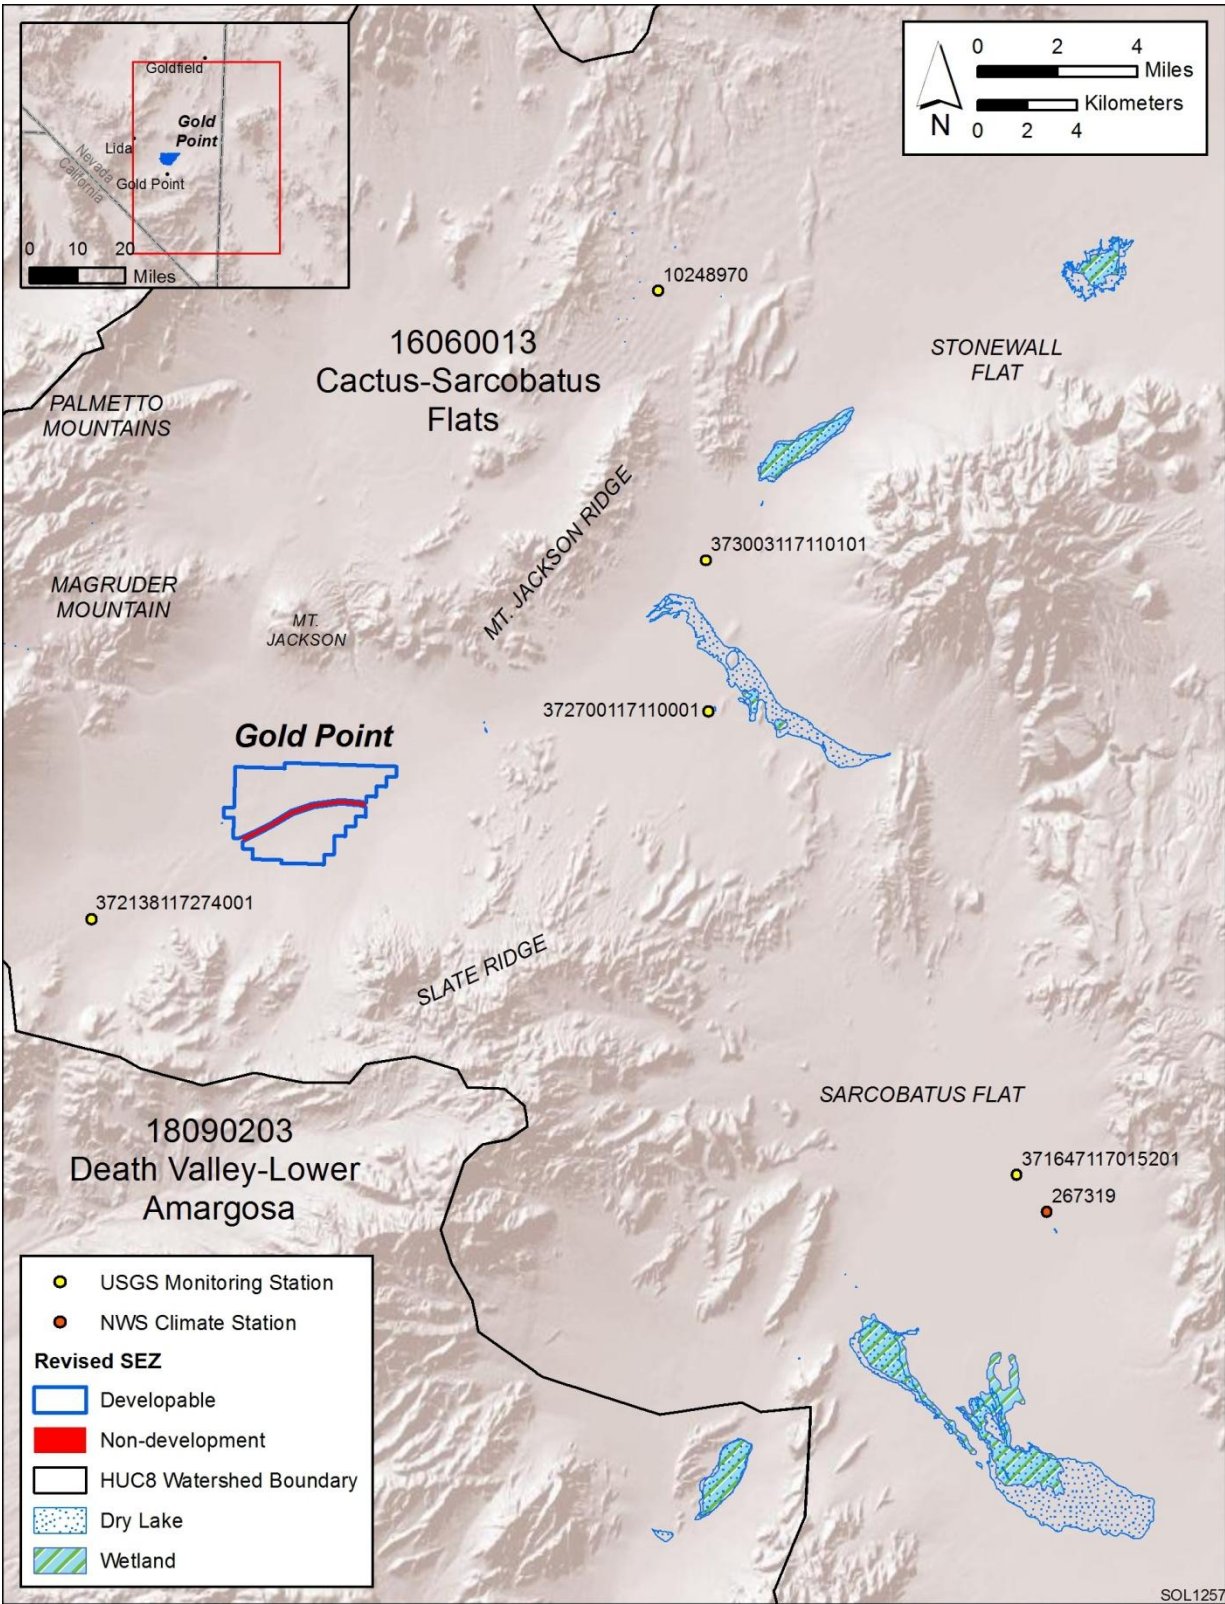 Goldfield
Gold
Point
Lida
Nevada
California
Gold Point
0 10 20
Miles
0 2 4
Miles
Kilometers
0 2 4
N
10248970
16060013
Cactus-Sarcobatus
Flats
STONEWALL
FLAT
PALMETTO
MOUNTAINS
MT. JACKSON RIDGE
373003117110101
MAGRUDER
MOUNTAIN
MT.
JACKSON
372700117110001
Gold Point
372138117274001
SLATE RIDGE
SARCOBATUS FLAT
18090203
Death Valley-Lower
Amargosa
371647117015201
267319
USGS Monitoring Station
NWS Climate Station
Revised SEZ
Developable
Non-development
HUC8 Watershed Boundary
Dry Lake
Wetland
SOL1257